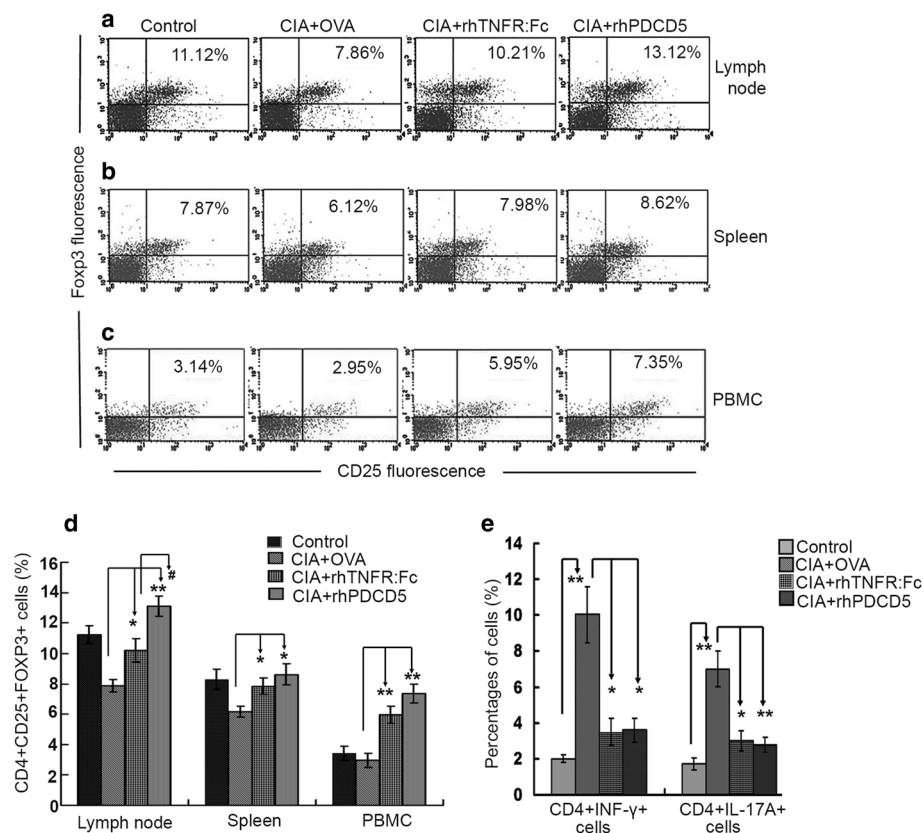 a
Control
CIA+OVA
CIA+rhTNFR:Fc
CIA+rhPDCD5
11.12%
7.86%
10.21%
13.12%
Lymph
node
b
7.87%
6.12%
7.98%
8.62%
Spleen
Foxp3 fluorescence
c
3.14%
2.95%
5.95%
7.35%
PBMC
CD25 fluorescence
d
Control
CIA+OVA
CIA+rhTNFR:Fc
CIA+rhPDCD5
CD4+CD25+FOXP3+ cells (%)
16
14
12
10
8
6
4
2
0
*
**
#
*
*
**
**
Lymph node
Spleen
PBMC
e
Control
CIA+OVA
CIA+rhTNFR:Fc
CIA+rhPDCD5
Percentages of cells (%)
14
12
10
8
6
4
2
0
**
*
*
**
*
**
CD4+INF-γ+
cells
CD4+IL-17A+
cells